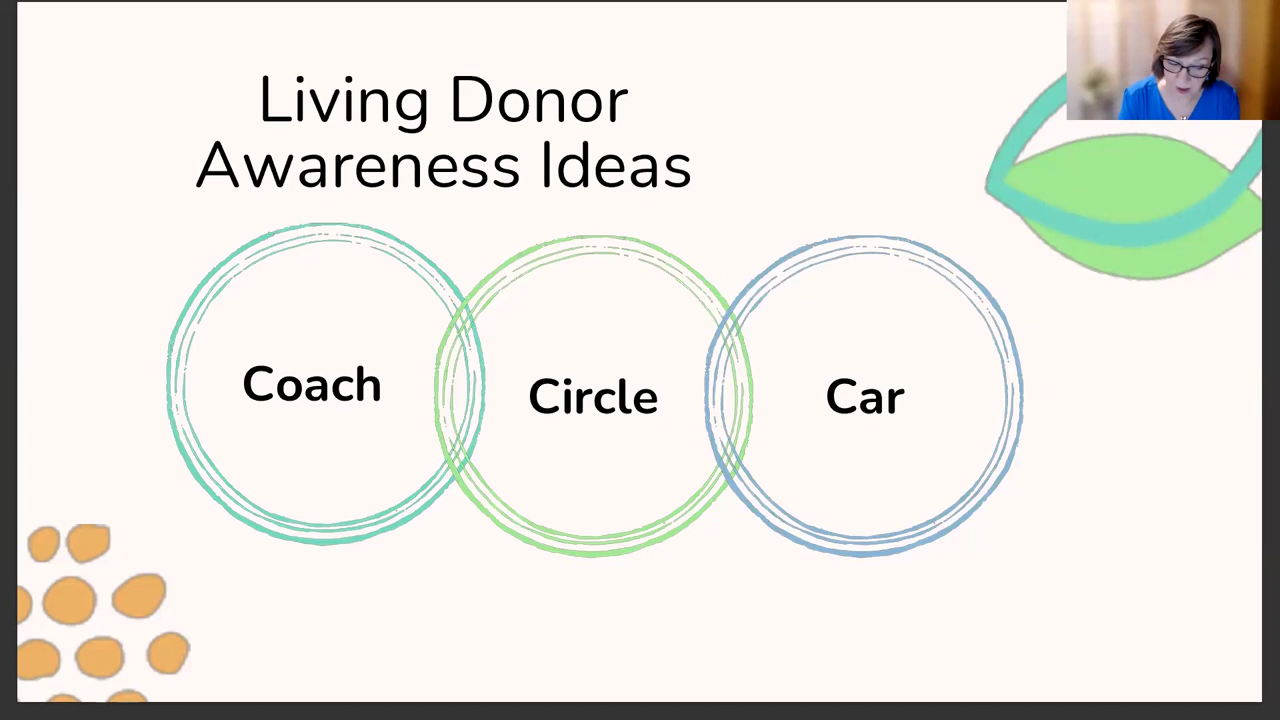 Living Donor
Awareness Ideas
Coach
Circle
Car